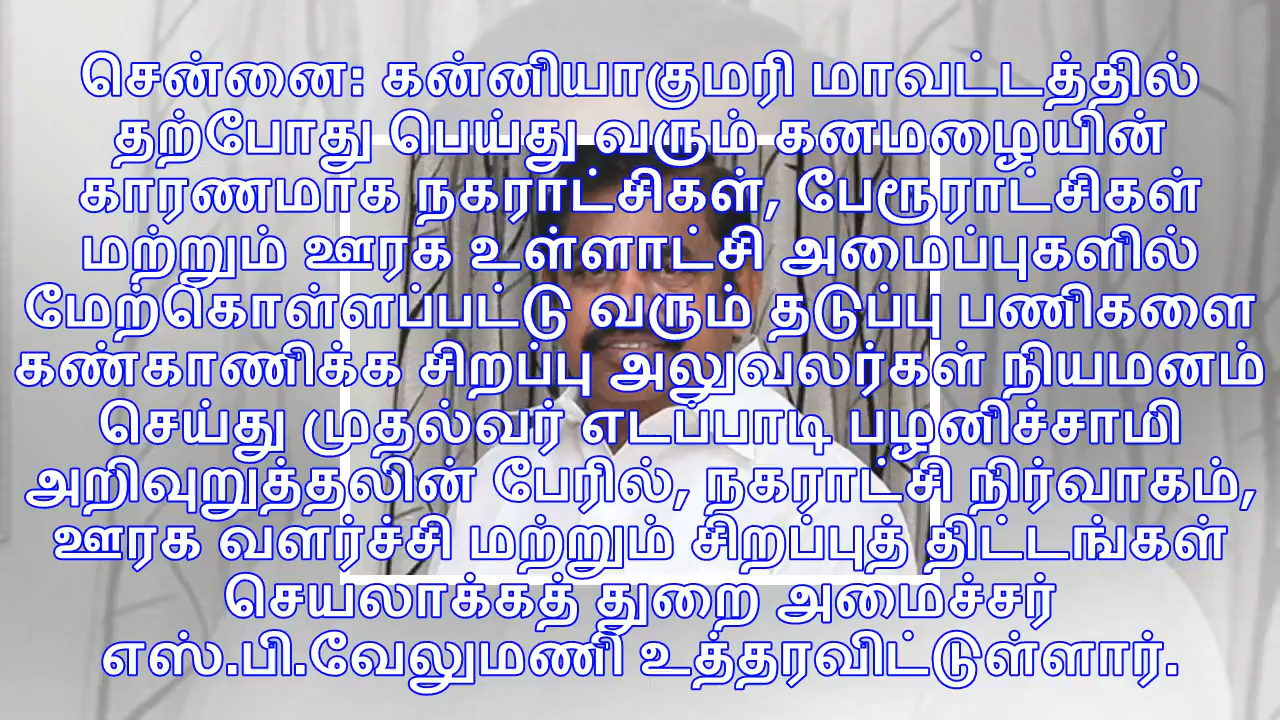 சென்னை: கன்னியாகுமரி மாவட்டத்தில்
தற்போது பெய்து வரும் கனமழையின்
காரணமாக நகராட்சிகள், பேரூராட்சிகள்
மற்றும் ஊரக உள்ளாட்சி அமைப்புகளில்
மேற்கொள்ளப்பட்டு வரும் தடுப்பு பணிகளை
கண்காணிக்க சிறப்பு அலுவலர்கள் நியமனம்
செய்து முதல்வர் எடப்பாடி பழனிச்சாமி
அறிவுறுத்தலின் பேரில், நகராட்சி நிர்வாகம்,
ஊரக வளர்ச்சி மற்றும் சிறப்புத் திட்டங்கள்
செயலாக்கத் துறை அமைச்சர்
எஸ்.பி.வேலுமணி உத்தரவிட்டுள்ளார்.